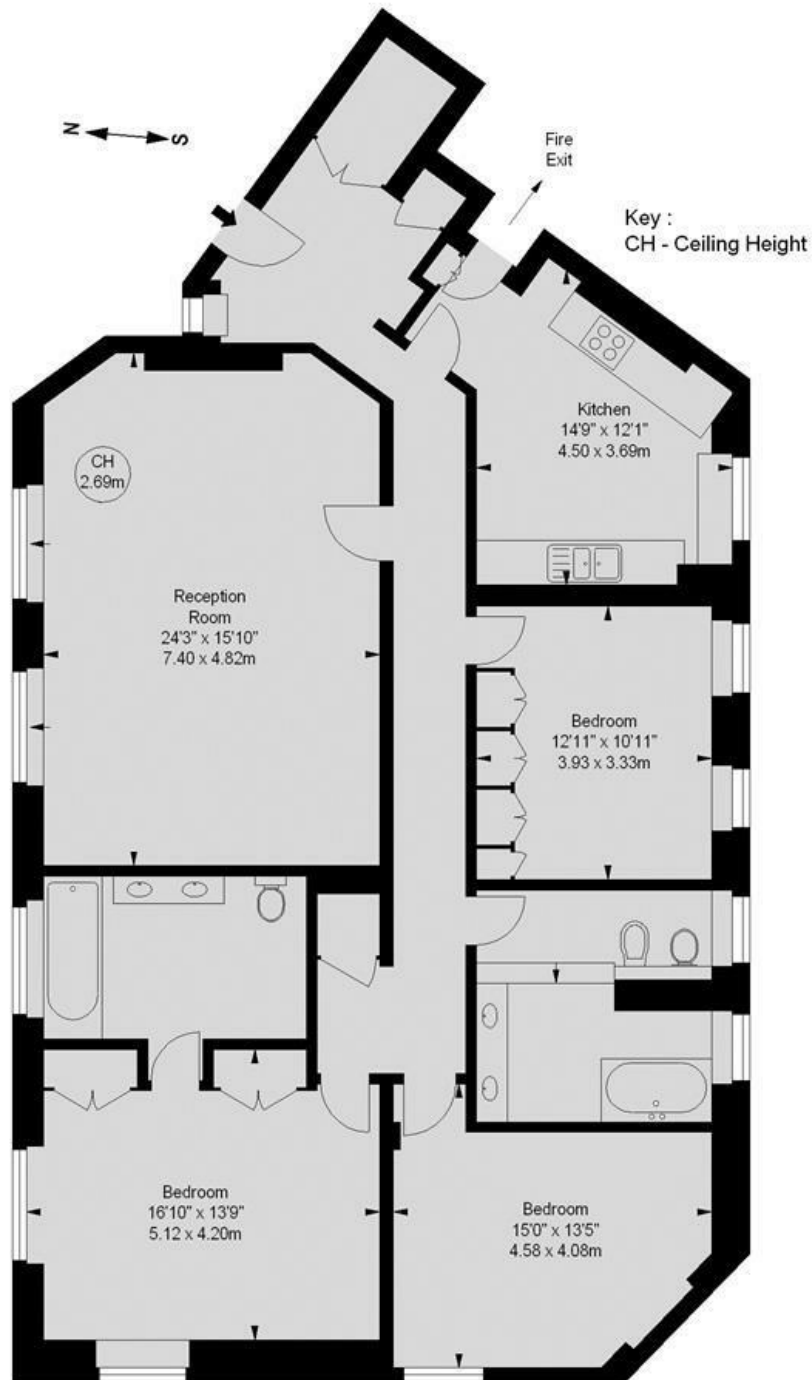 N
S
Fire
Exit
Key :
CH - Ceiling Height
CH
2.69m
Kitchen
14'9" x 12'1"
4.50 x 3.69m
Reception
Room
24'3" x 15'10"
7.40 x 4.82m
Bedroom
12'11" x 10'11"
3.93 x 3.33m
Bedroom
16'10" x 13'9"
5.12 x 4.20m
Bedroom
15'0" x 13'5"
4.58 x 4.08m